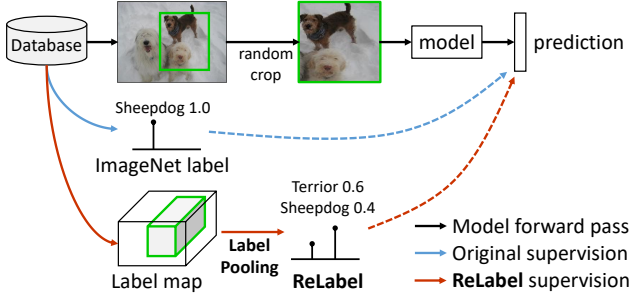 Database
random
crop
model
prediction
Sheepdog 1.0
ImageNet label
Terrior 0.6
Sheepdog 0.4
Label
Pooling
Label map
ReLabel
Model forward pass
Original supervision
ReLabel supervision